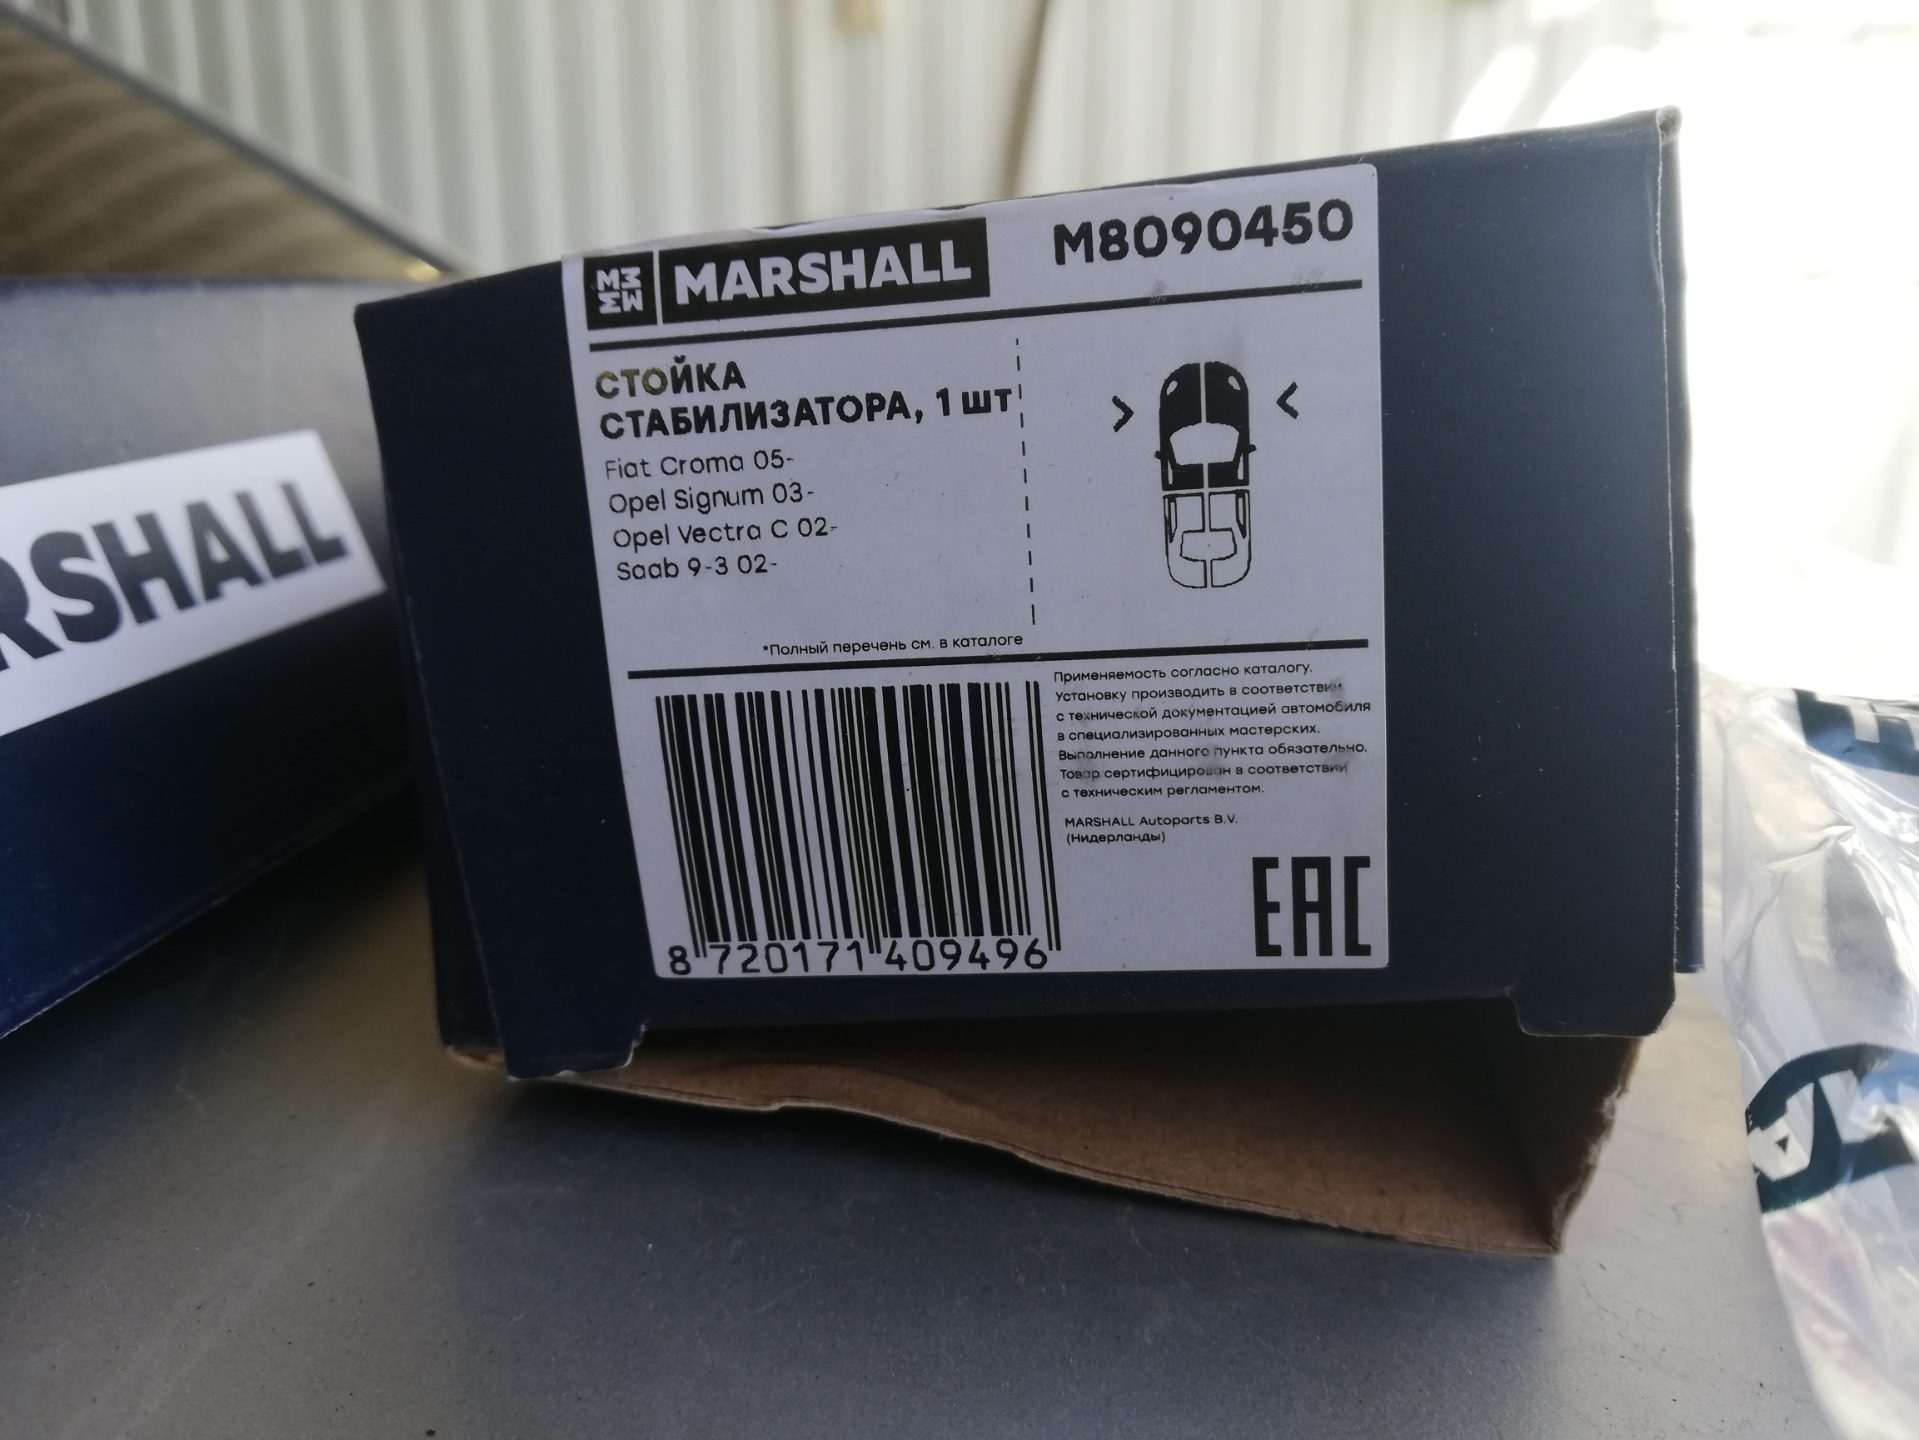 MARSHALL
M8090450
СТОЙКА
СТАБИЛИЗАТОРА, 1 шт
Fiat Croma 05-
Opel Signum 03-
Opel Vectra C 02-
Saab 9-3 02-
*Полный перечень см. в каталоге
Применяемость согласно каталогу.
Установку производить в соответствии
с технической документацией автомобиля
в специализированных мастерских.
Выполнение данного пункта обязательно.
Товар сертифицирован в соответствии
с техническим регламентом.
MARSHALL Autoparts B.V.
(Нидерланды)
EAC
8 720171 409496
RSHALL